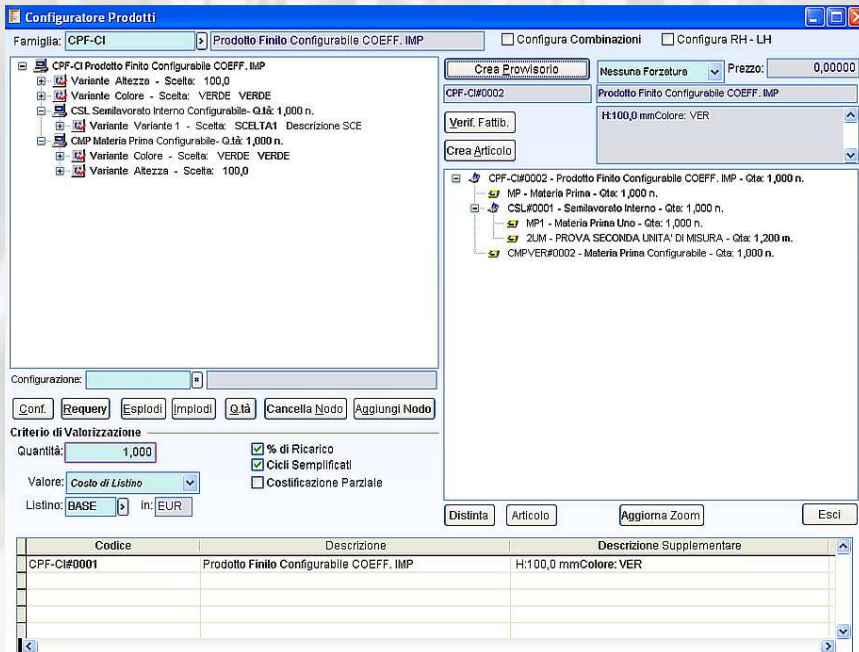 Configuratore Prodotti
Famiglia: CPF-CI Prodotto Finito Configurabile COEFF. IMP Configura Combinazioni Configura RH - LH
CPF-CI Prodotto Finito Configurabile COEFF. IMP
Variante Altezza - Scelta: 100,0
Variante Colore - Scelta: VERDE VERDE
CSL Semilavorato Interno Configurabile- Q.tà: 1,000 n.
Variante Variante 1 - Scelta: SCELTA1 Descrizione SCE
CMP Materia Prima Configurabile- Q.tà: 1,000 n.
Variante Colore - Scelta: VERDE VERDE
Variante Altezza - Scelta: 100,0
Configurazione:
Conf. Requery Esplodi Implodi Q.tà Cancella Nodo Aggiungi Nodo
Criterio di Valorizzazione
Quantità: 1,000
Valore: Costo di Listino
Listino: BASE in: EUR
% di Ricarico
Cicli Semplificati
Costificazione Parziale
Crea Provvisorio Nessuna Forzatura Prezzo: 0,00000
CPF-CI#0002 Prodotto Finito Configurabile COEFF. IMP
Verif. Fattib. H:100,0 mmColore: VER
Crea Articolo
CPF-CI#0002 - Prodotto Finito Configurabile COEFF. IMP - Qta: 1,000 n.
MP - Materia Prima - Qta: 1,000 n.
CSL#0001 - Semilavorato Interno - Qta: 1,000 n.
MP1 - Materia Prima Uno - Qta: 1,000 n.
2UM - PROVA SECONDA UNITA' DI MISURA - Qta: 1,200 m.
CMPVER#0002 - Materia Prima Configurabile - Qta: 1,000 n.
Distinta Articolo Aggiorna Zoom Esci
Codice Descrizione Descrizione Supplementare
CPF-CI#0001 Prodotto Finito Configurabile COEFF. IMP H:100,0 mmColore: VER